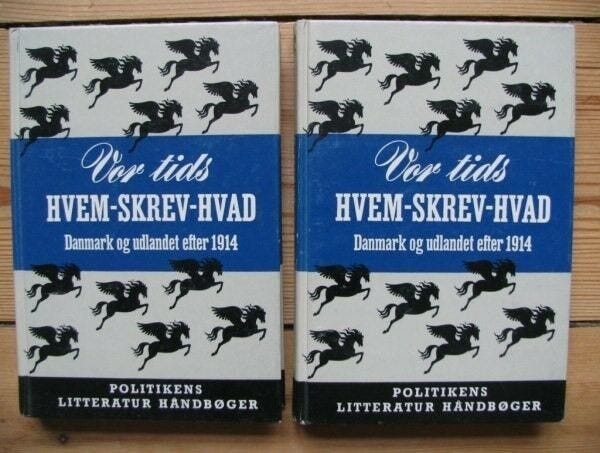 Vor tids
HVEM-SKREV-HVAD
Danmark og udlandet efter 1914
POLITIKENS
LITTERATUR HÅNDBØGER
Vor tids
HVEM-SKREV-HVAD
Danmark og udlandet efter 1914
POLITIKENS
LITTERATUR HÅNDBØGER